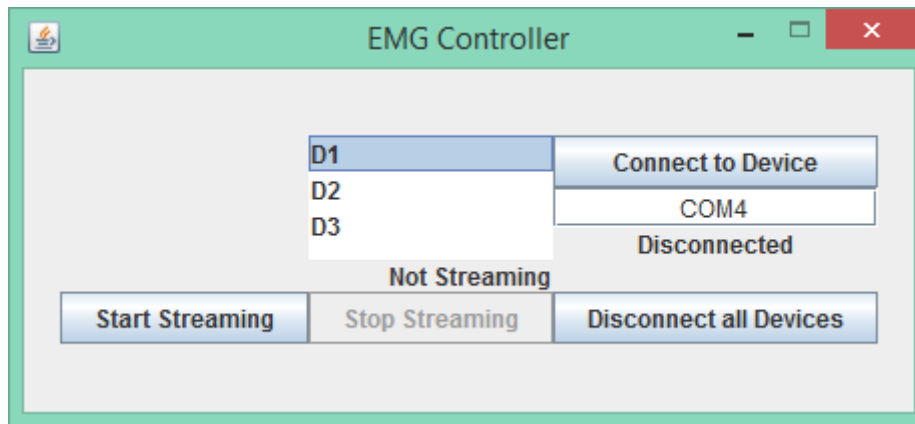 EMG Controller
D1
Connect to Device
D2
COM4
D3
Disconnected
Not Streaming
Start Streaming
Stop Streaming
Disconnect all Devices